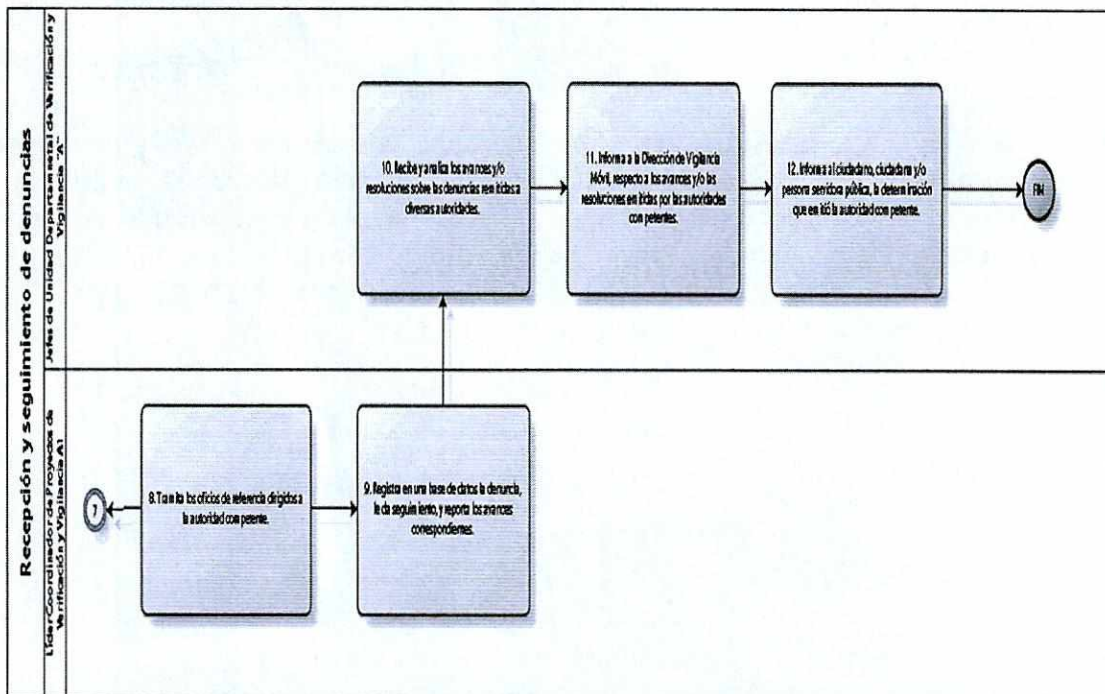 Recepción y seguimiento de denuncias
Jefes de Unidad Departamental de Verificación y
Vigilancia "A"
10. Recibe y analiza los avances y/o
resoluciones sobre las denuncias remitidas a
diversas autoridades.
11. Informa a la Dirección de Vigilancia
Móvil, respecto a los avances y/o las
resoluciones emitidas por las autoridades
competentes.
12. Informa al ciudadano, ciudadana y/o
persona servidora pública, la determinación
que emitió la autoridad competente.
FIN
Líder Coordinador de Proyectos de
Verificación y Vigilancia A1
7
8. Tramita los oficios de referencia dirigidos a
la autoridad competente.
9. Registra en una base de datos la denuncia,
le da seguimiento, y reporta los avances
correspondientes.